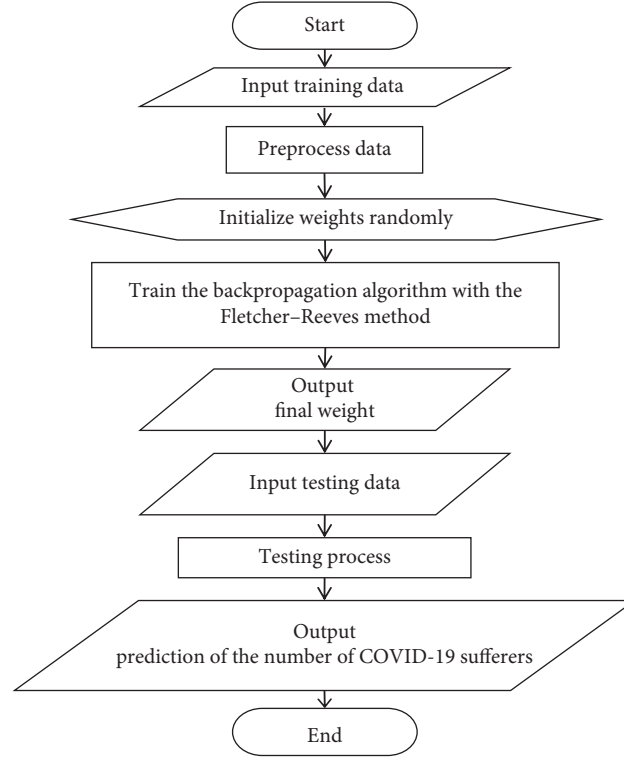 Start
Input training data
Preprocess data
Initialize weights randomly
Train the backpropagation algorithm with the
Fletcher–Reeves method
Output
final weight
Input testing data
Testing process
Output
prediction of the number of COVID-19 sufferers
End